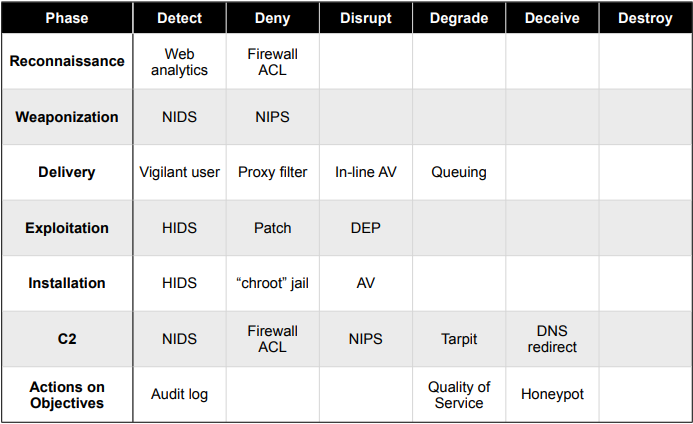 Phase Detect Deny Disrupt Degrade Deceive Destroy
Reconnaissance Web analytics Firewall ACL
Weaponization NIDS NIPS
Delivery Vigilant user Proxy filter In-line AV Queuing
Exploitation HIDS Patch DEP
Installation HIDS “chroot” jail AV
C2 NIDS Firewall ACL NIPS Tarpit DNS redirect
Actions on Objectives Audit log Quality of Service Honeypot